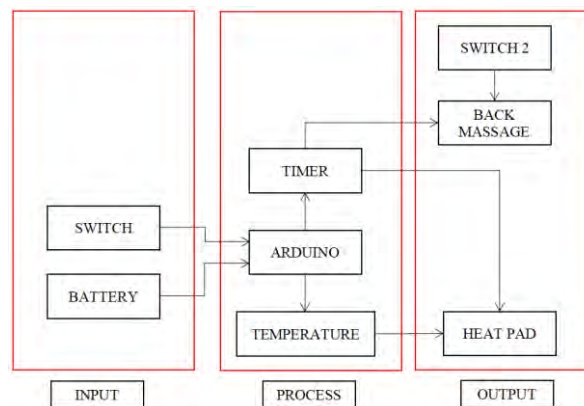 SWITCH 2
BACK
MASSAGE
TIMER
SWITCH
ARDUINO
BATTERY
TEMPERATURE
HEAT PAD
INPUT
PROCESS
OUTPUT